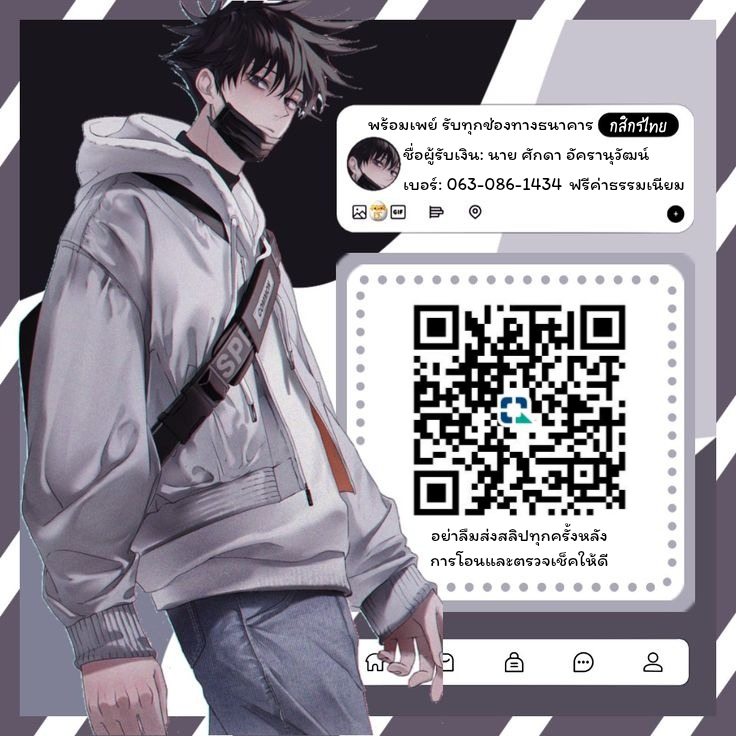 พร้อมเพย์ รับทุกช่องทางธนาคาร กสิกรไทย
ชื่อผู้รับเงิน: นาย ศักดา อัครานุวัฒน์
เบอร์: 063-086-1434 ฟรีค่าธรรมเนียม
GIF
COMMON
SPI
อย่าลืมส่งสลิปทุกครั้งหลัง
การโอนและตรวจเช็คให้ดี